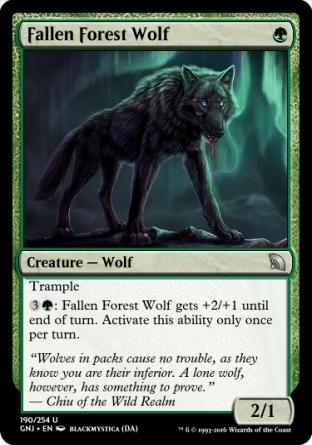 Fallen Forest Wolf
Creature — Wolf
Trample
3: Fallen Forest Wolf gets +2/+1 until
end of turn. Activate this ability only once
per turn.
“Wolves in packs cause no trouble, as they
know you are their inferior. A lone wolf,
however, has something to prove.”
— Chiu of the Wild Realm
2/1
190/254 U
GNJ • EN BLACKMYSTICA (DA)
™ & © 1993-2016 Wizards of the Coast